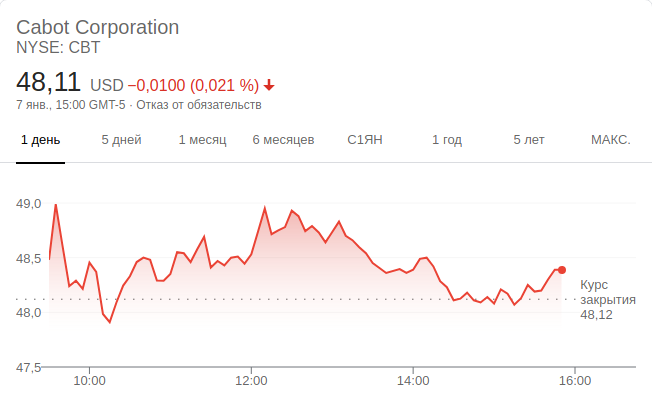 Cabot Corporation
NYSE: CBT
48,11 USD −0,0100 (0,021 %)
7 янв., 15:00 GMT-5 · Отказ от обязательств
1 день 5 дней 1 месяц 6 месяцев С1ЯН 1 год 5 лет МАКС.
49,0
48,5
48,0
47,5
Курс
закрытия
48,12
10:00 12:00 14:00 16:00